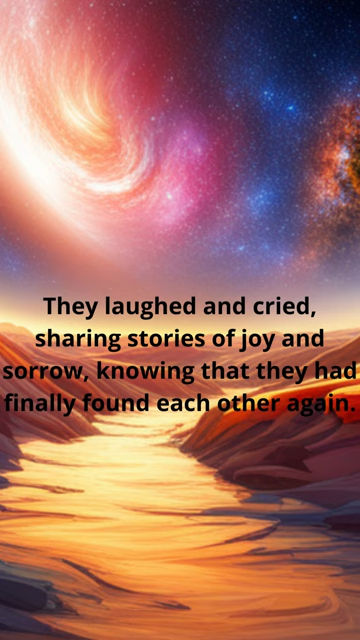 They laughed and cried,
sharing stories of joy and
sorrow, knowing that they had
finally found each other again.